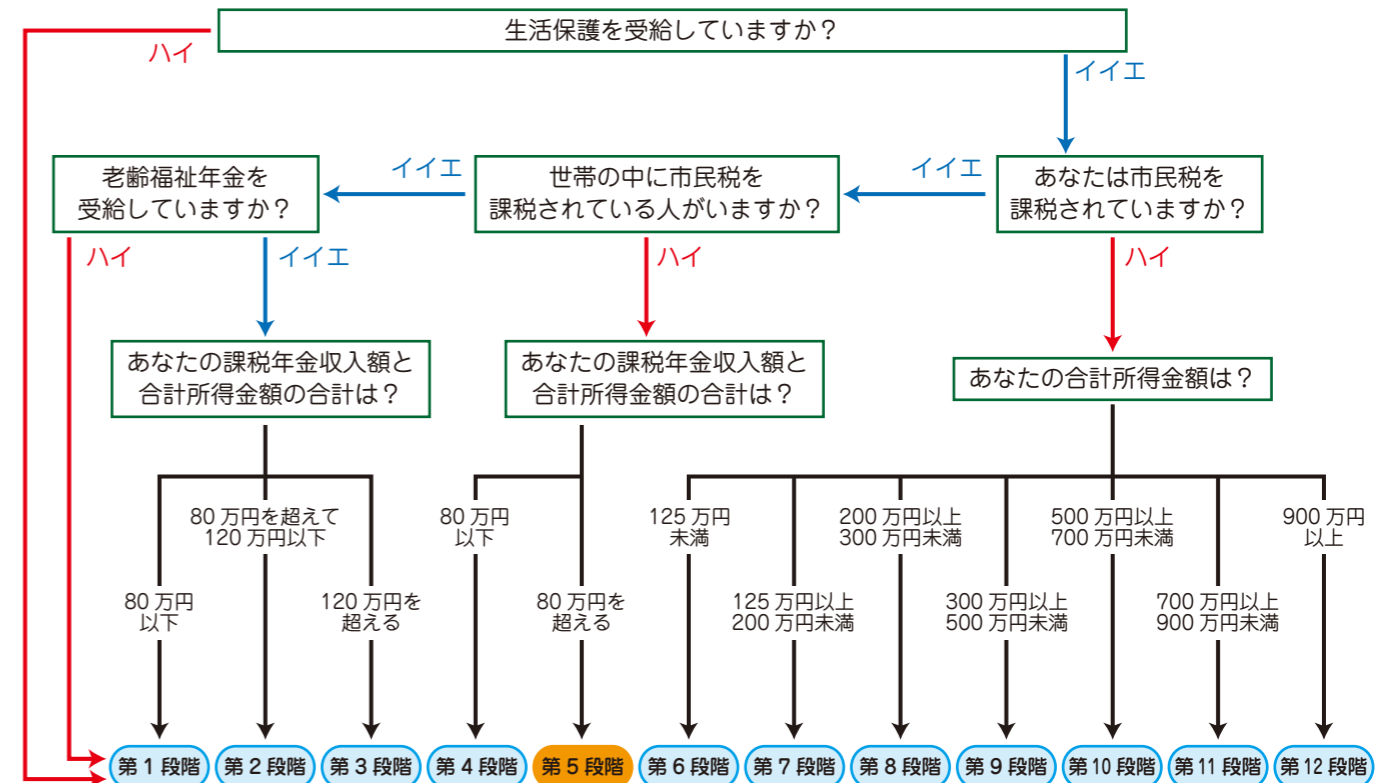 生活保護を受給していますか？
ハイ
イイエ
老齢福祉年金を
受給していますか？
イイエ
世帯の中に市民税を
課税されている人がいますか？
イイエ
あなたは市民税を
課税されていますか？
ハイ
イイエ
ハイ
ハイ
あなたの課税年金収入額と
合計所得金額の合計は？
あなたの課税年金収入額と
合計所得金額の合計は？
あなたの合計所得金額は？
80 万円
以下
80 万円を超えて
120 万円以下
120 万円を
超える
80 万円
以下
80 万円を
超える
125 万円
未満
125 万円以上
200 万円未満
200 万円以上
300 万円未満
300 万円以上
500 万円未満
500 万円以上
700 万円未満
700 万円以上
900 万円未満
900 万円
以上
第 1 段階
第 2 段階
第 3 段階
第 4 段階
第 5 段階
第 6 段階
第 7 段階
第 8 段階
第 9 段階
第 10 段階
第 11 段階
第 12 段階